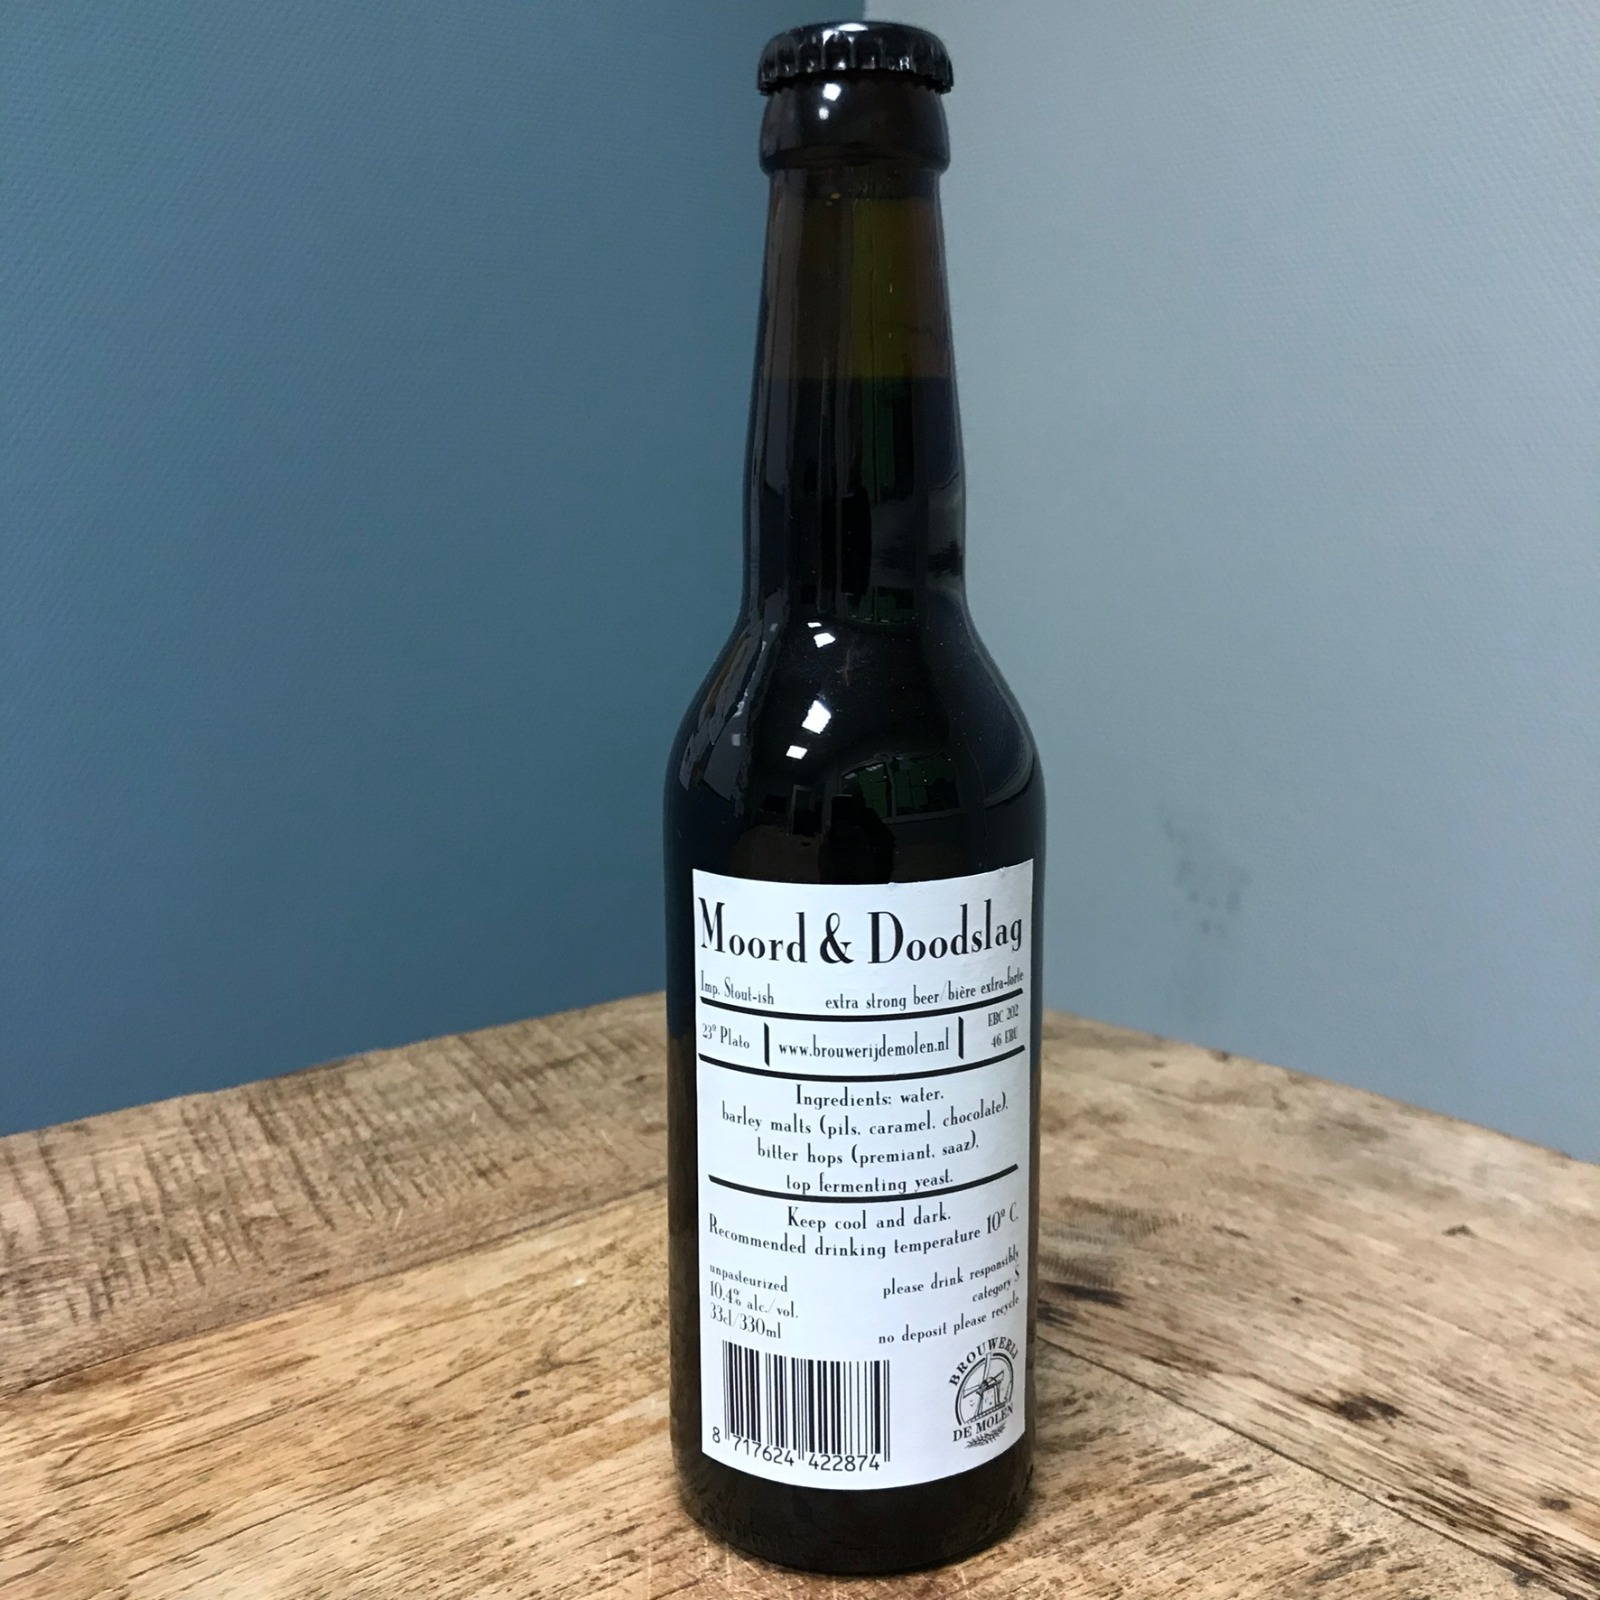 Moord & Doodslag
Imp. Stout-ish extra strong beer/bière extra-forte
23º Plato www.brouwerijdemolen.nl EBC 202
46 EBU
Ingredients: water,
barley malts (pils, caramel, chocolate),
bitter hops (premiant, saaz),
top fermenting yeast.
Keep cool and dark.
Recommended drinking temperature 10º C.
unpasteurized
10.4% alc./vol.
33cl/330ml
please drink responsibly
category S
no deposit please recycle
BROUWERIJ
DE MOLEN
8 717624 422874